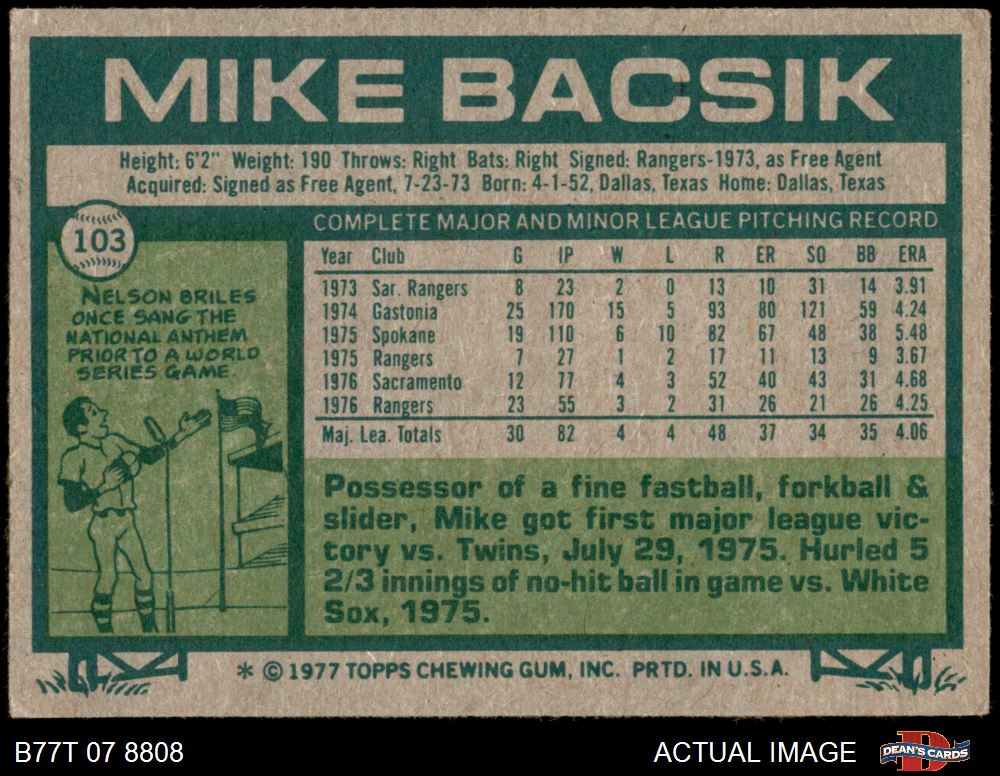 MIKE BACSIK
Height: 6'2" Weight: 190 Throws: Right Bats: Right Signed: Rangers-1973, as Free Agent
Acquired: Signed as Free Agent, 7-23-73 Born: 4-1-52, Dallas, Texas Home: Dallas, Texas
103
NELSON BRILES
ONCE SANG THE
NATIONAL ANTHEM
PRIOR TO A WORLD
SERIES GAME.
COMPLETE MAJOR AND MINOR LEAGUE PITCHING RECORD
Year Club G IP W L R ER SO BB ERA
1973 Sar. Rangers 8 23 2 0 13 10 31 14 3.91
1974 Gastonia 25 170 15 5 93 80 121 59 4.24
1975 Spokane 19 110 6 10 82 67 48 38 5.48
1975 Rangers 7 27 1 2 17 11 13 9 3.67
1976 Sacramento 12 77 4 3 52 40 43 31 4.68
1976 Rangers 23 55 3 2 31 26 21 26 4.25
Maj. Lea. Totals 30 82 4 4 48 37 34 35 4.06
Possessor of a fine fastball, forkball &
slider, Mike got first major league vic-
tory vs. Twins, July 29, 1975. Hurled 5
2/3 innings of no-hit ball in game vs. White
Sox, 1975.
* © 1977 TOPPS CHEWING GUM, INC. PRTD. IN U.S.A.
B77T 07 8808
ACTUAL IMAGE
D
DEAN'S CARDS